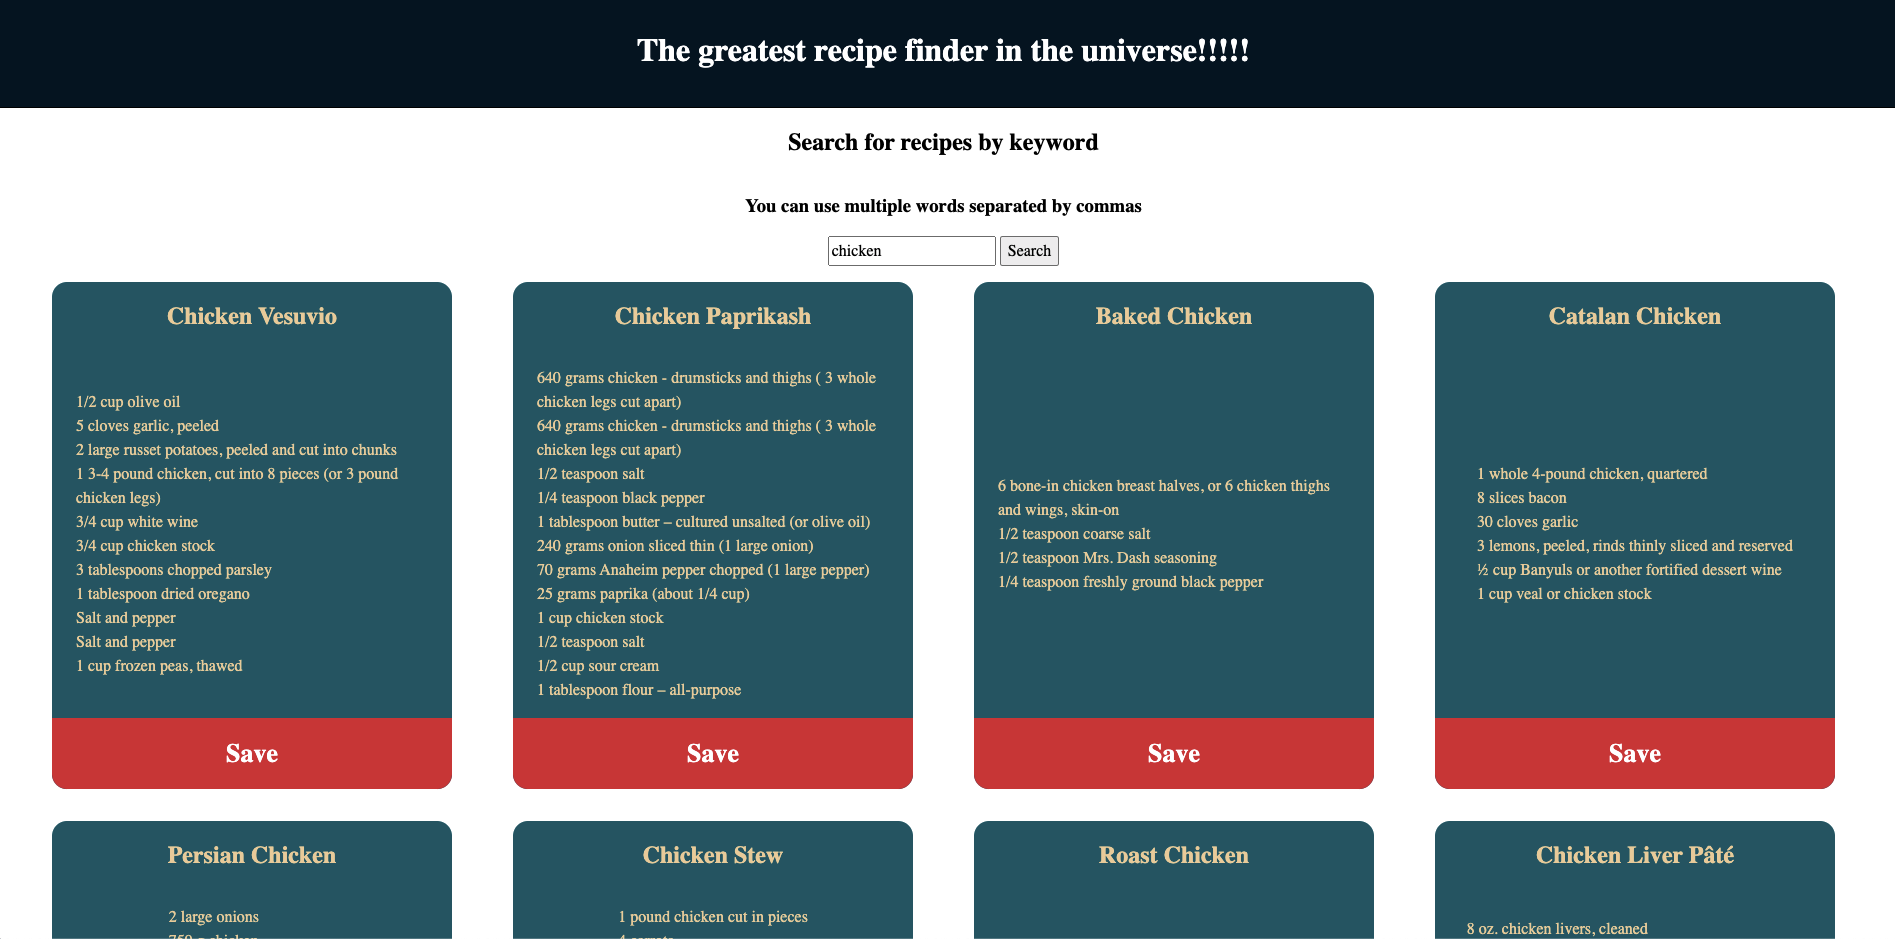 The greatest recipe finder in the universe!!!!!
Search for recipes by keyword
You can use multiple words separated by commas
chicken
Search
Chicken Vesuvio
1/2 cup olive oil
5 cloves garlic, peeled
2 large russet potatoes, peeled and cut into chunks
1 3-4 pound chicken, cut into 8 pieces (or 3 pound
chicken legs)
3/4 cup white wine
3/4 cup chicken stock
3 tablespoons chopped parsley
1 tablespoon dried oregano
Salt and pepper
Salt and pepper
1 cup frozen peas, thawed
Save
Chicken Paprikash
640 grams chicken - drumsticks and thighs ( 3 whole
chicken legs cut apart)
640 grams chicken - drumsticks and thighs ( 3 whole
chicken legs cut apart)
1/2 teaspoon salt
1/4 teaspoon black pepper
1 tablespoon butter – cultured unsalted (or olive oil)
240 grams onion sliced thin (1 large onion)
70 grams Anaheim pepper chopped (1 large pepper)
25 grams paprika (about 1/4 cup)
1 cup chicken stock
1/2 teaspoon salt
1/2 cup sour cream
1 tablespoon flour – all-purpose
Save
Baked Chicken
6 bone-in chicken breast halves, or 6 chicken thighs
and wings, skin-on
1/2 teaspoon coarse salt
1/2 teaspoon Mrs. Dash seasoning
1/4 teaspoon freshly ground black pepper
Save
Catalan Chicken
1 whole 4-pound chicken, quartered
8 slices bacon
30 cloves garlic
3 lemons, peeled, rinds thinly sliced and reserved
½ cup Banyuls or another fortified dessert wine
1 cup veal or chicken stock
Save
Persian Chicken
2 large onions
Chicken Stew
1 pound chicken cut in pieces
Roast Chicken
Chicken Liver Pâté
8 oz. chicken livers, cleaned